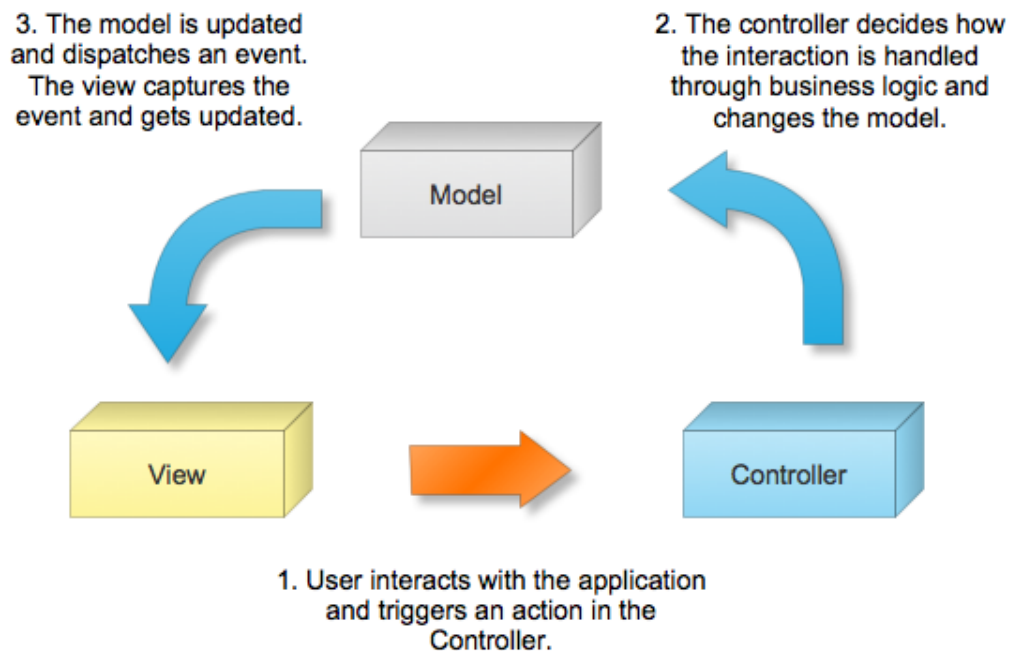 3. The model is updated
and dispatches an event.
The view captures the
event and gets updated.
2. The controller decides how
the interaction is handled
through business logic and
changes the model.
Model
View
Controller
1. User interacts with the application
and triggers an action in the
Controller.